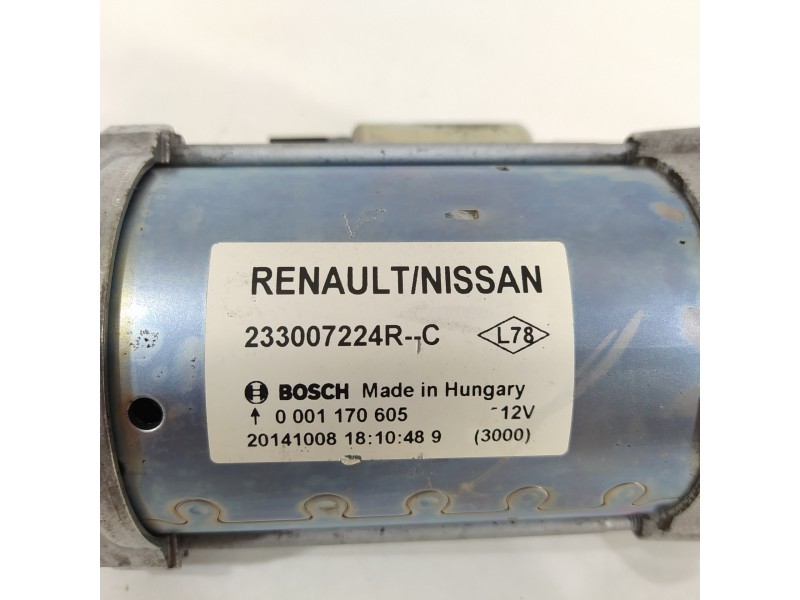 RENAULT/NISSAN
233007224R--C
L78
BOSCH Made in Hungary
0 001 170 605 12V
20141008 18:10:48 9 (3000)